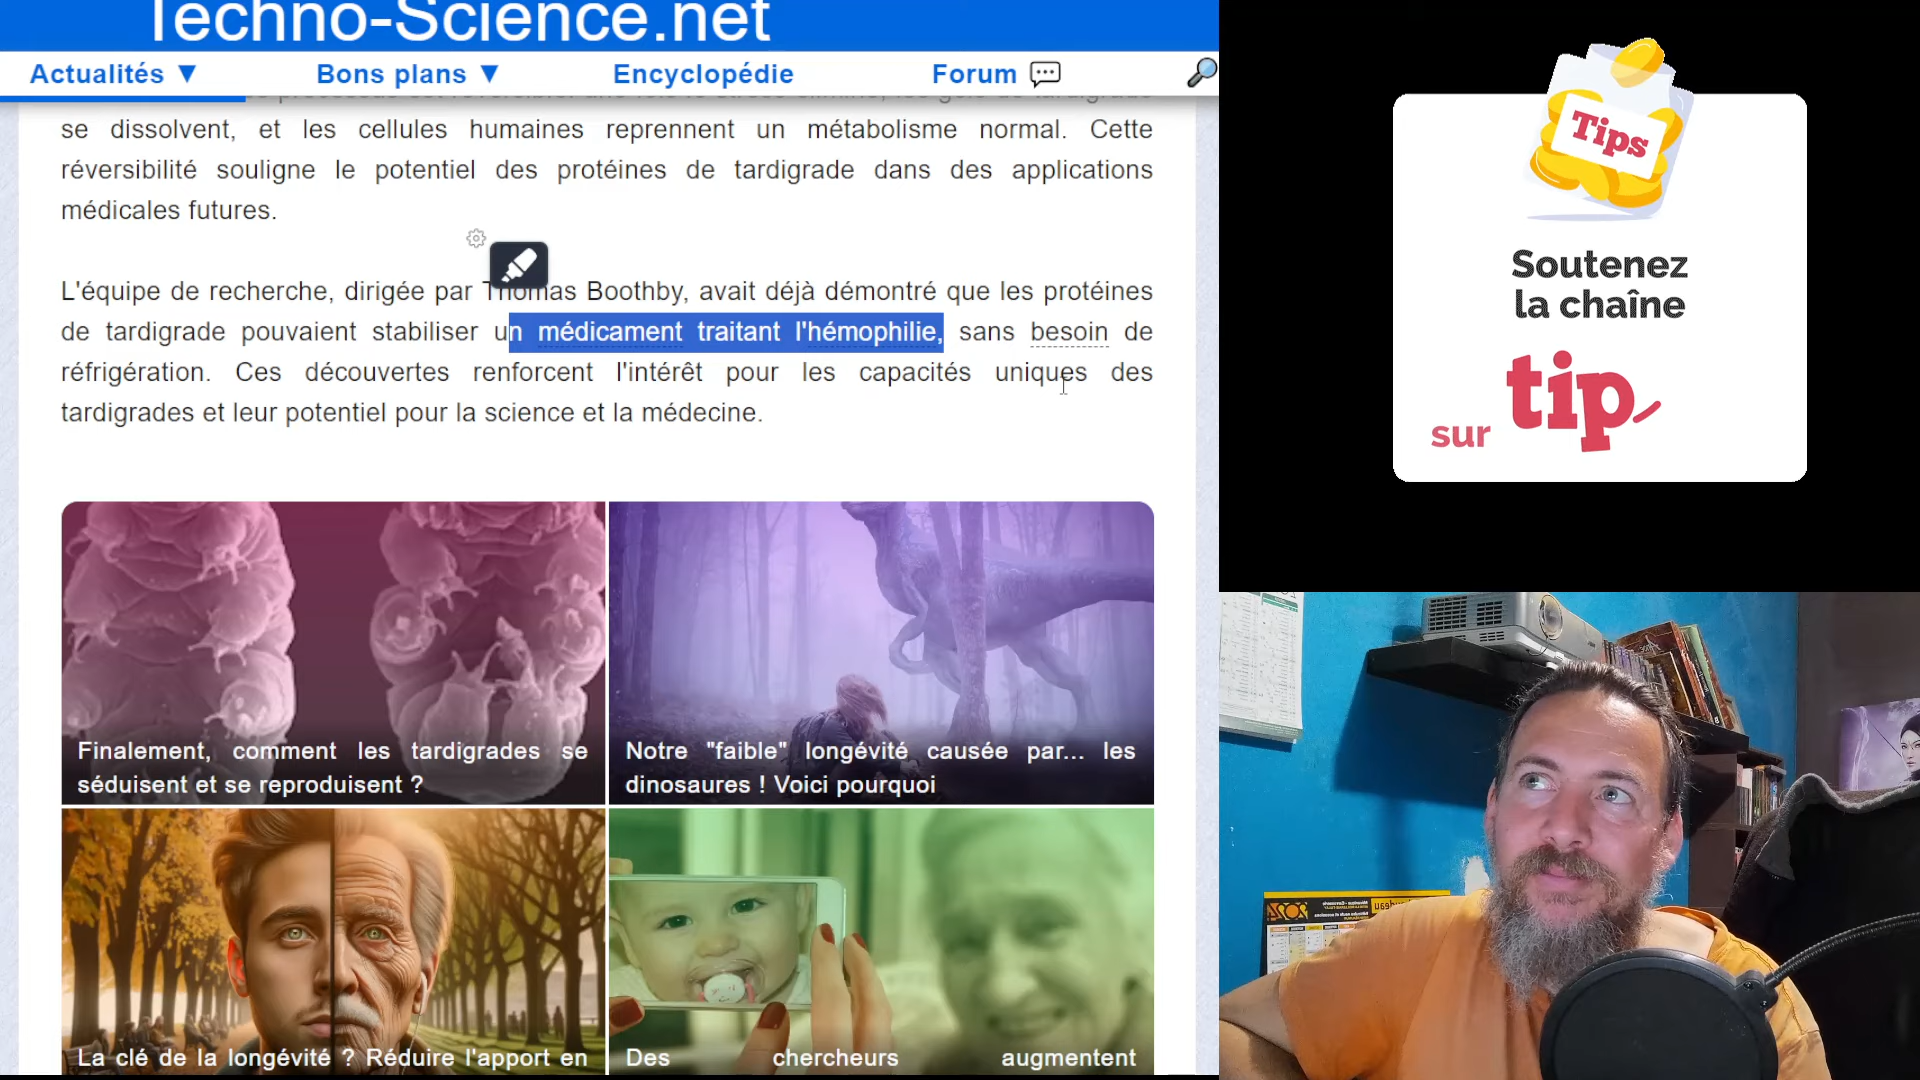 Techno-Science.net
Actualités ▼ Bons plans ▼ Encyclopédie Forum
se dissolvent, et les cellules humaines reprennent un métabolisme normal. Cette
réversibilité souligne le potentiel des protéines de tardigrade dans des applications
médicales futures.
L'équipe de recherche, dirigée par Thomas Boothby, avait déjà démontré que les protéines
de tardigrade pouvaient stabiliser un médicament traitant l'hémophilie, sans besoin de
réfrigération. Ces découvertes renforcent l'intérêt pour les capacités uniques des
tardigrades et leur potentiel pour la science et la médecine.
Finalement, comment les tardigrades se
séduisent et se reproduisent ?
Notre "faible" longévité causée par... les
dinosaures ! Voici pourquoi
La clé de la longévité ? Réduire l'apport en
Des chercheurs augmentent
Tips
Soutenez
la chaîne
sur tip